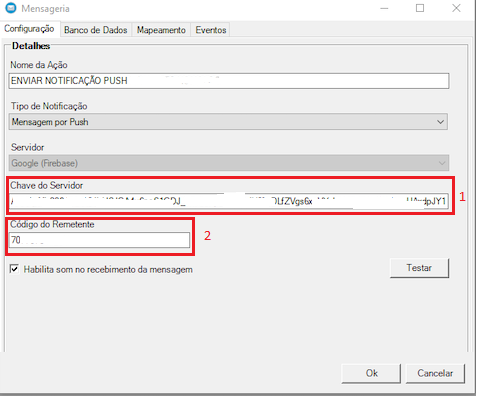 Mensageria
Configuração Banco de Dados Mapeamento Eventos
Detalhes
Nome da Ação
ENVIAR NOTIFICAÇÃO PUSH
Tipo de Notificação
Mensagem por Push
Servidor
Google (Firebase)
Chave do Servidor
1
Código do Remetente
70
2
Habilita som no recebimento da mensagem
Testar
Ok Cancelar